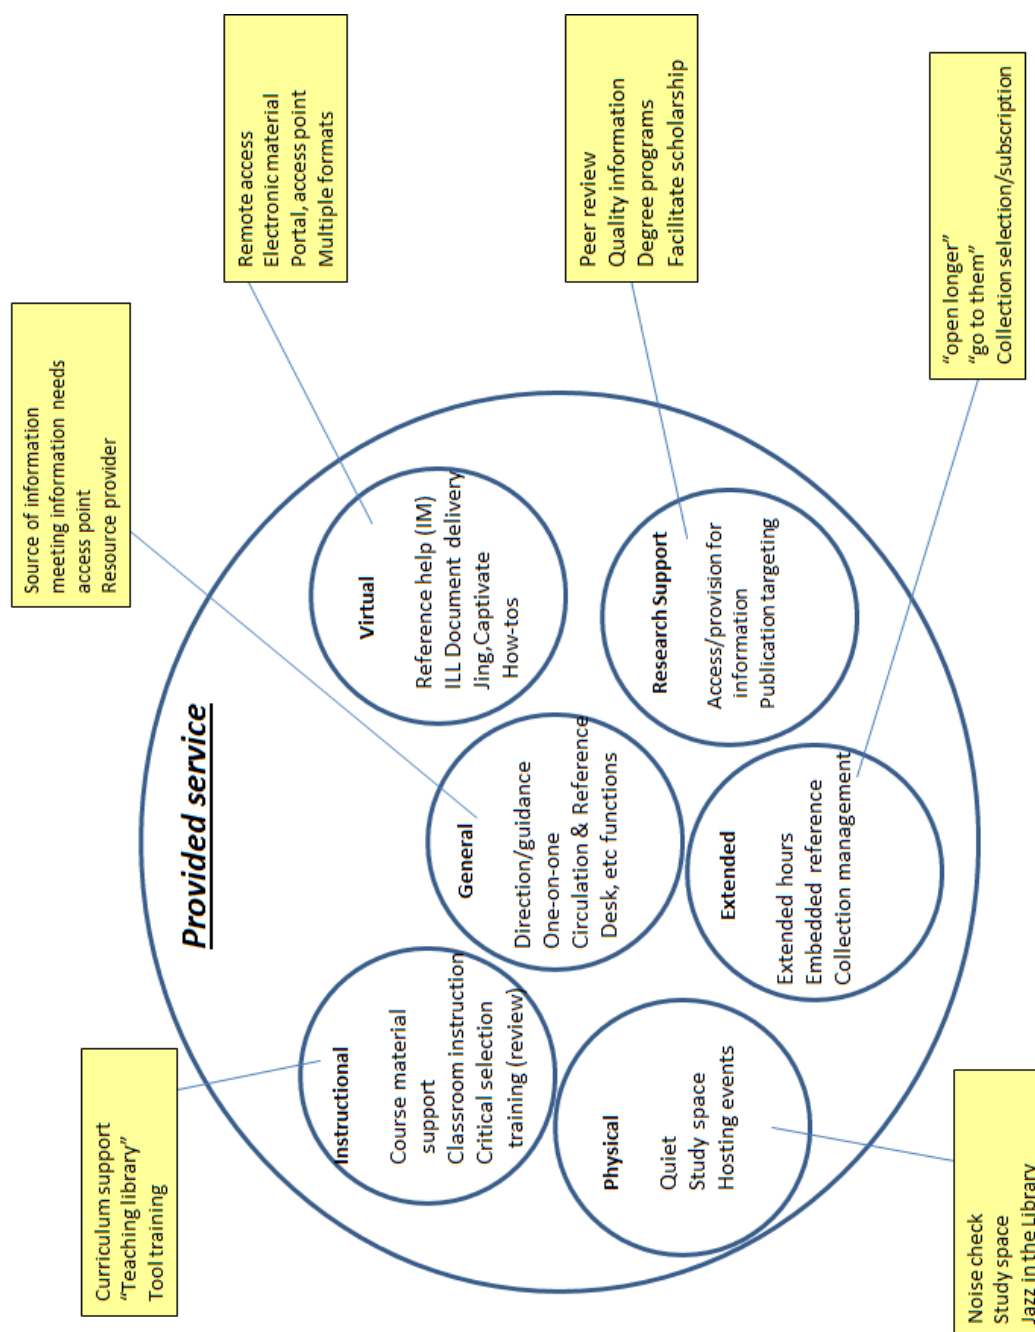 Provided service
Curriculum support
“Teaching library”
Tool training
Source of information
meeting information needs
access point
Resource provider
Remote access
Electronic material
Portal, access point
Multiple formats
Instructional
Course material
support
Classroom instruction
Critical selection
training (review)
General
Direction/guidance
One-on-one
Circulation & Reference
Desk, etc functions
Virtual
Reference help (IM)
ILL Document delivery
Jing,Captivate
How-tos
Physical
Quiet
Study space
Hosting events
Extended
Extended hours
Embedded reference
Collection management
Research Support
Access/provision for
information
Publication targeting
Peer review
Quality information
Degree programs
Facilitate scholarship
Noise check
Study space
Jazz in the Library
“open longer”
“go to them”
Collection selection/subscription